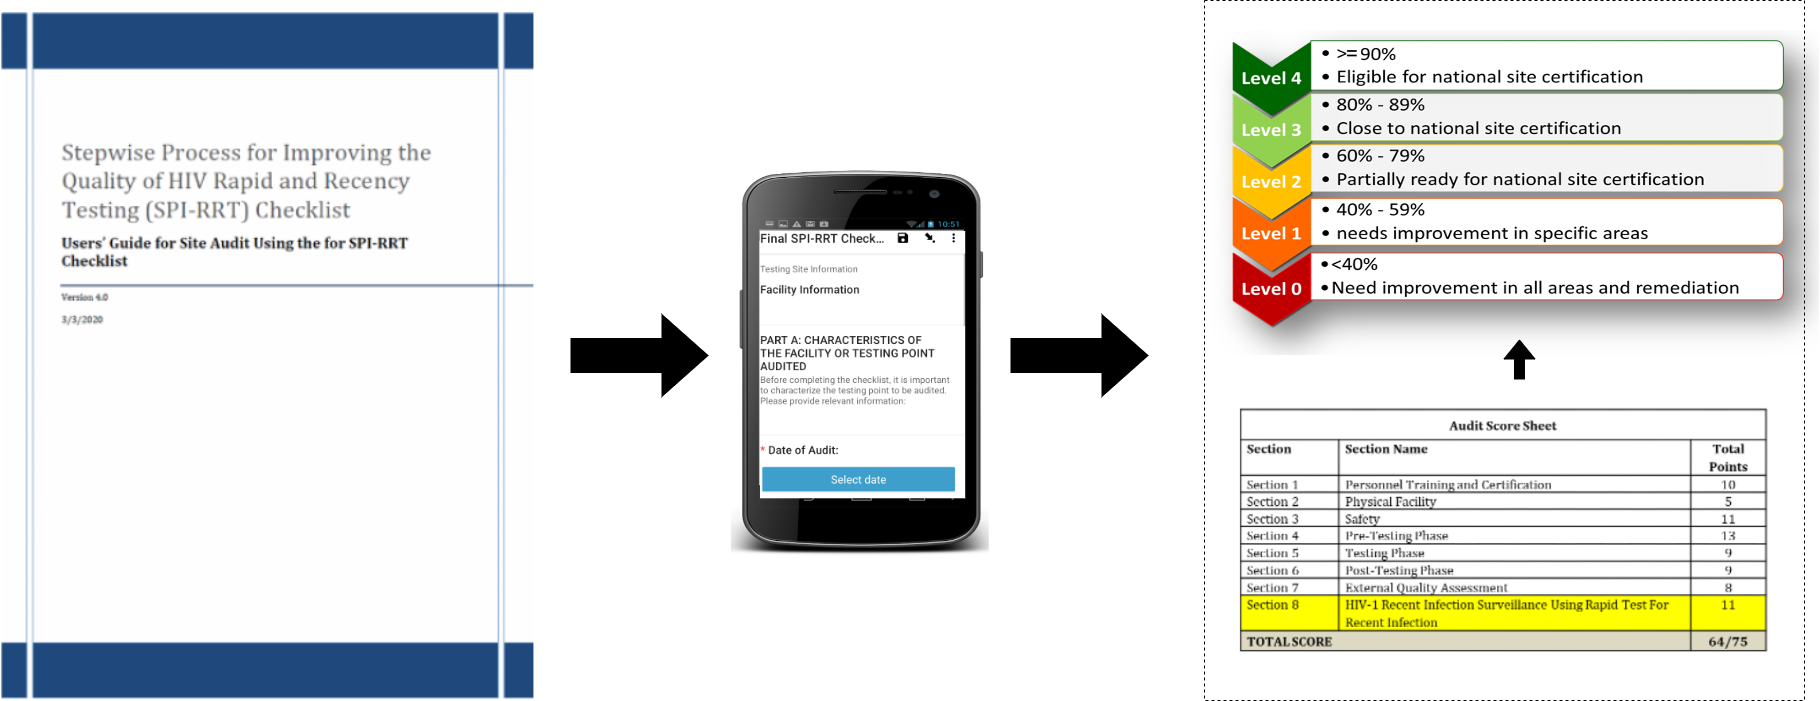 Stepwise Process for Improving the
Quality of HIV Rapid and Recency
Testing (SPI-RRT) Checklist
Users' Guide for Site Audit Using the for SPI-RRT
Checklist
Version 4.0
3/3/2020
10:51
Final SPI-RRT Check...
Testing Site Information
Facility Information
PART A: CHARACTERISTICS OF
THE FACILITY OR TESTING POINT
AUDITED
Before completing the checklist, it is important
to characterize the testing point to be audited.
Please provide relevant information:
* Date of Audit:
Select date
Level 4
• >=90%
• Eligible for national site certification
Level 3
• 80% - 89%
• Close to national site certification
Level 2
• 60% - 79%
• Partially ready for national site certification
Level 1
• 40% - 59%
• needs improvement in specific areas
Level 0
•<40%
•Need improvement in all areas and remediation
Audit Score Sheet
Section Section Name Total
Points
Section 1 Personnel Training and Certification 10
Section 2 Physical Facility 5
Section 3 Safety 11
Section 4 Pre-Testing Phase 13
Section 5 Testing Phase 9
Section 6 Post-Testing Phase 9
Section 7 External Quality Assessment 8
Section 8 HIV-1 Recent Infection Surveillance Using Rapid Test For 11
Recent Infection
TOTAL SCORE 64/75